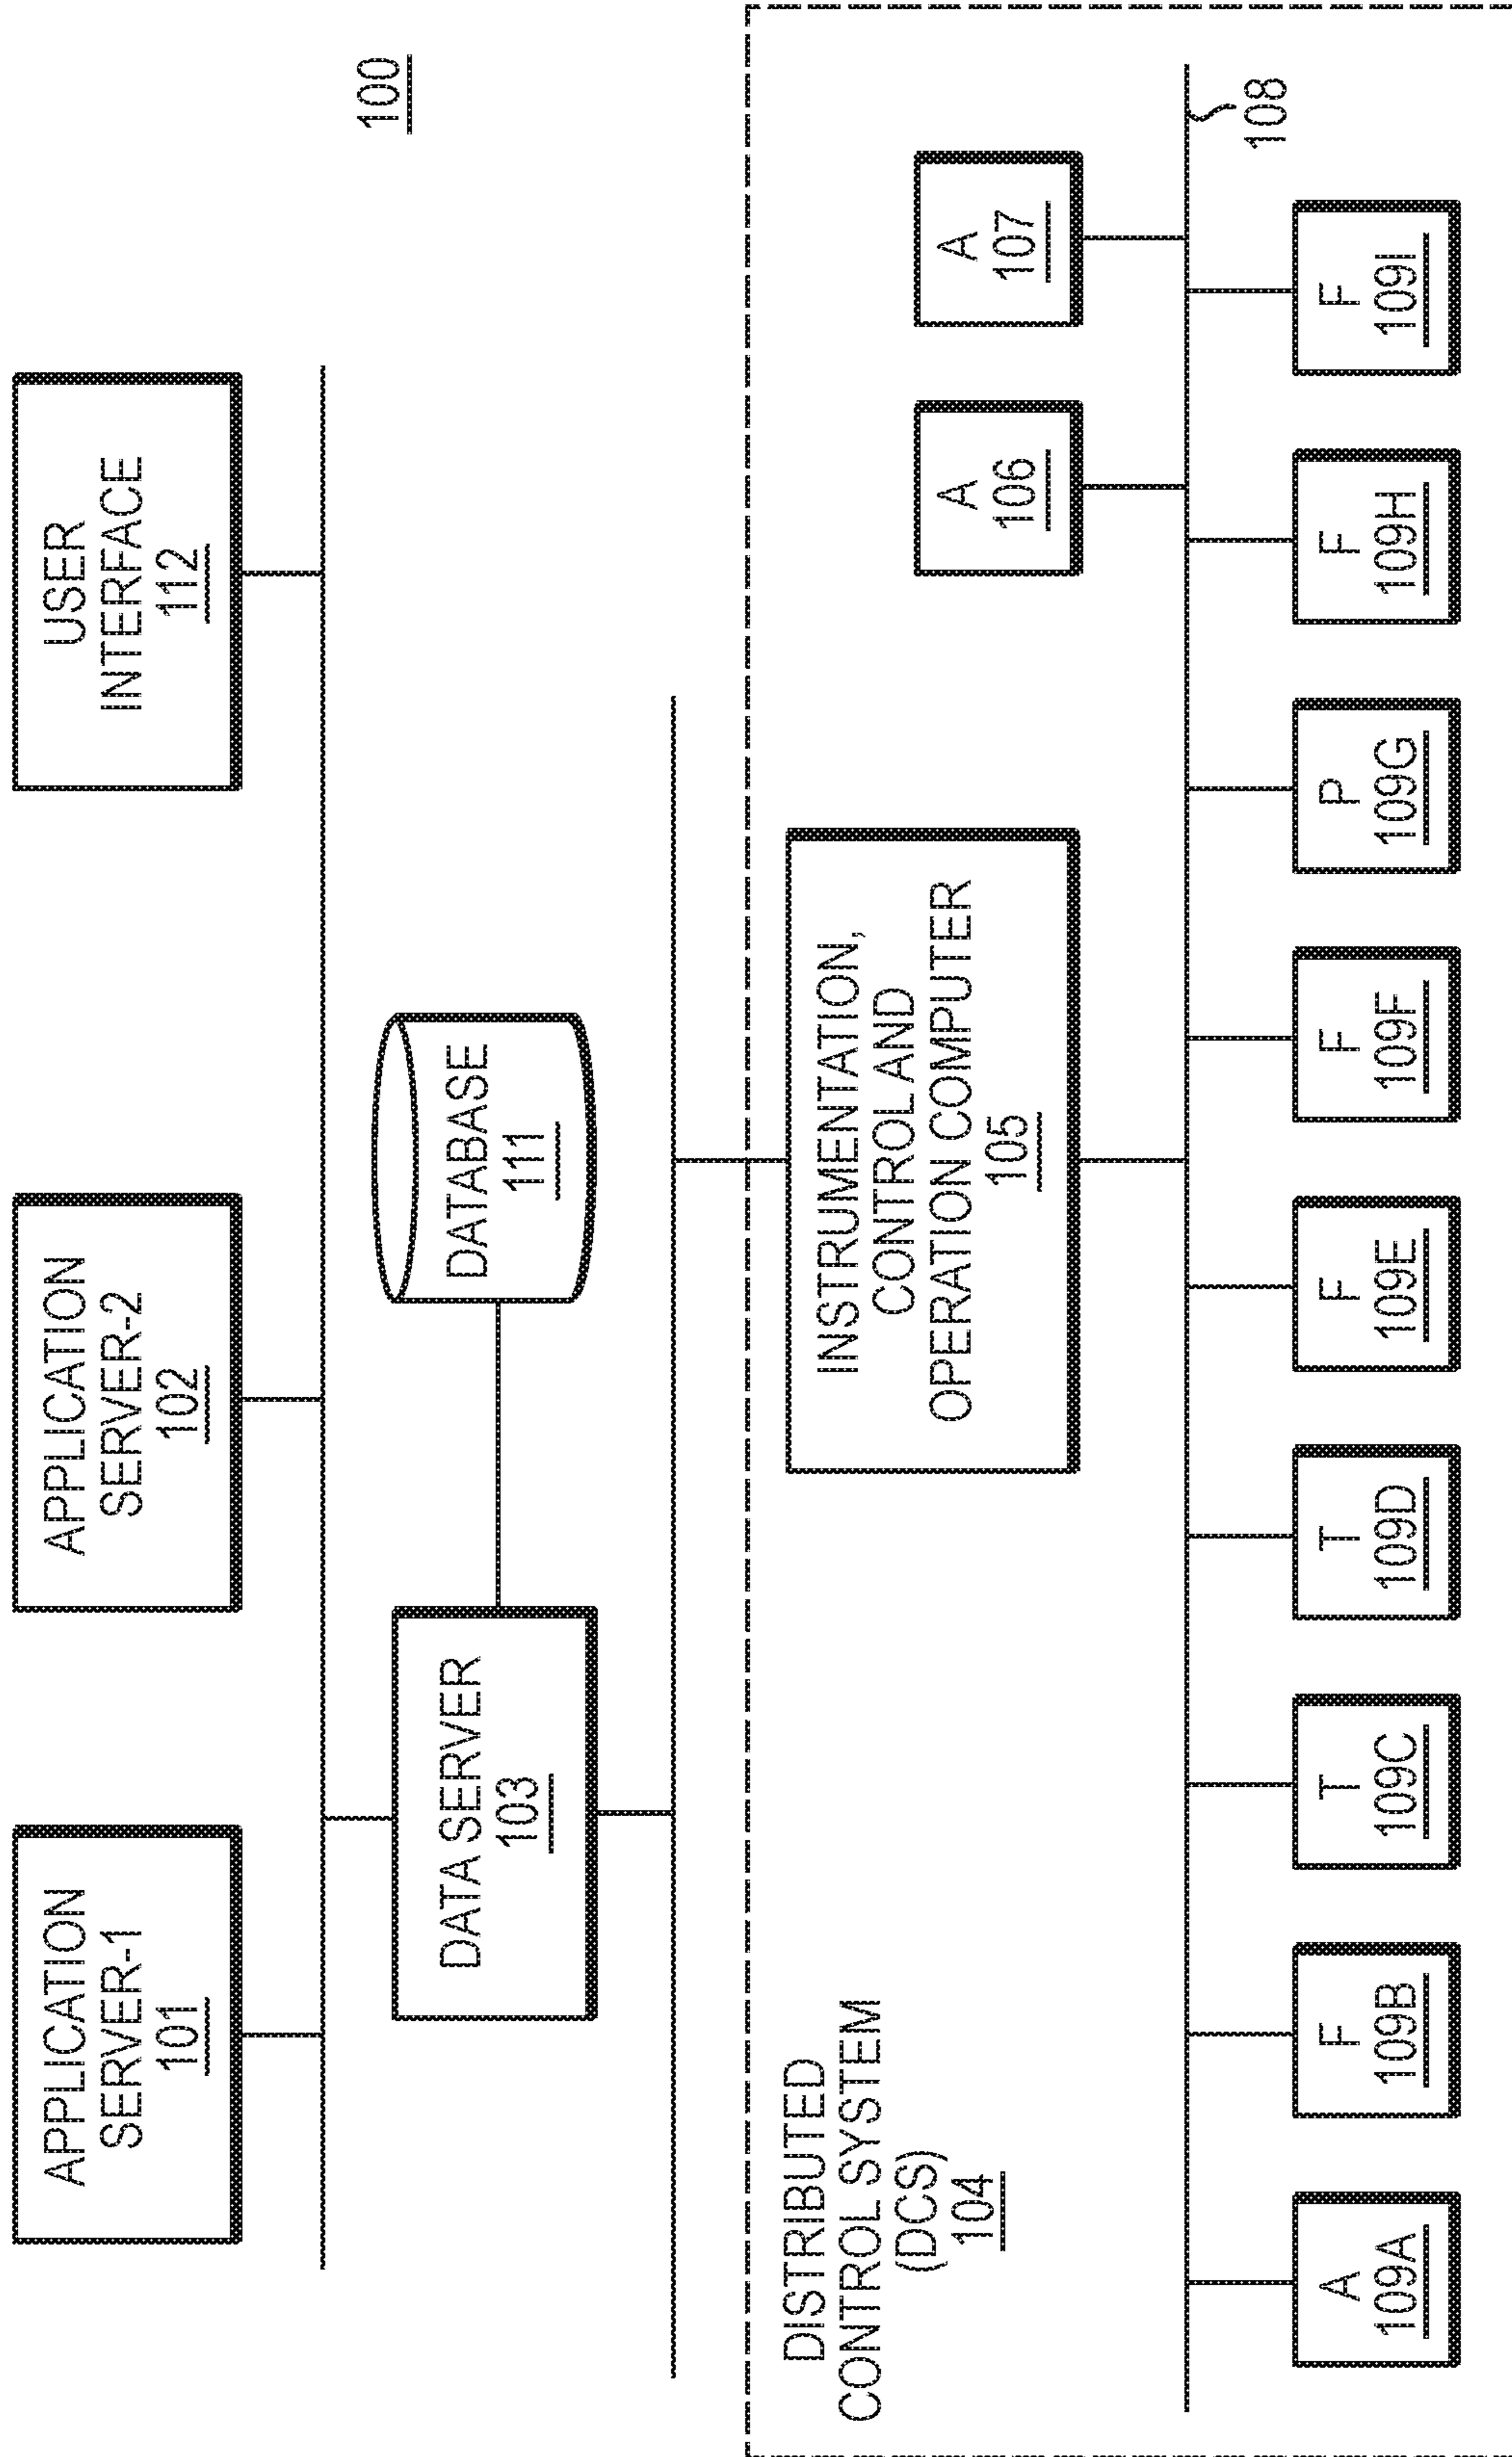 100
APPLICATION
SERVER-1
101
APPLICATION
SERVER-2
102
USER
INTERFACE
112
DATA SERVER
103
DATABASE
111
DISTRIBUTED
CONTROL SYSTEM
(DCS)
104
INSTRUMENTATION,
CONTROL AND
OPERATION COMPUTER
105
A
106
A
107
108
A
109A
F
109B
T
109C
T
109D
F
109E
F
109F
P
109G
F
109H
F
109I